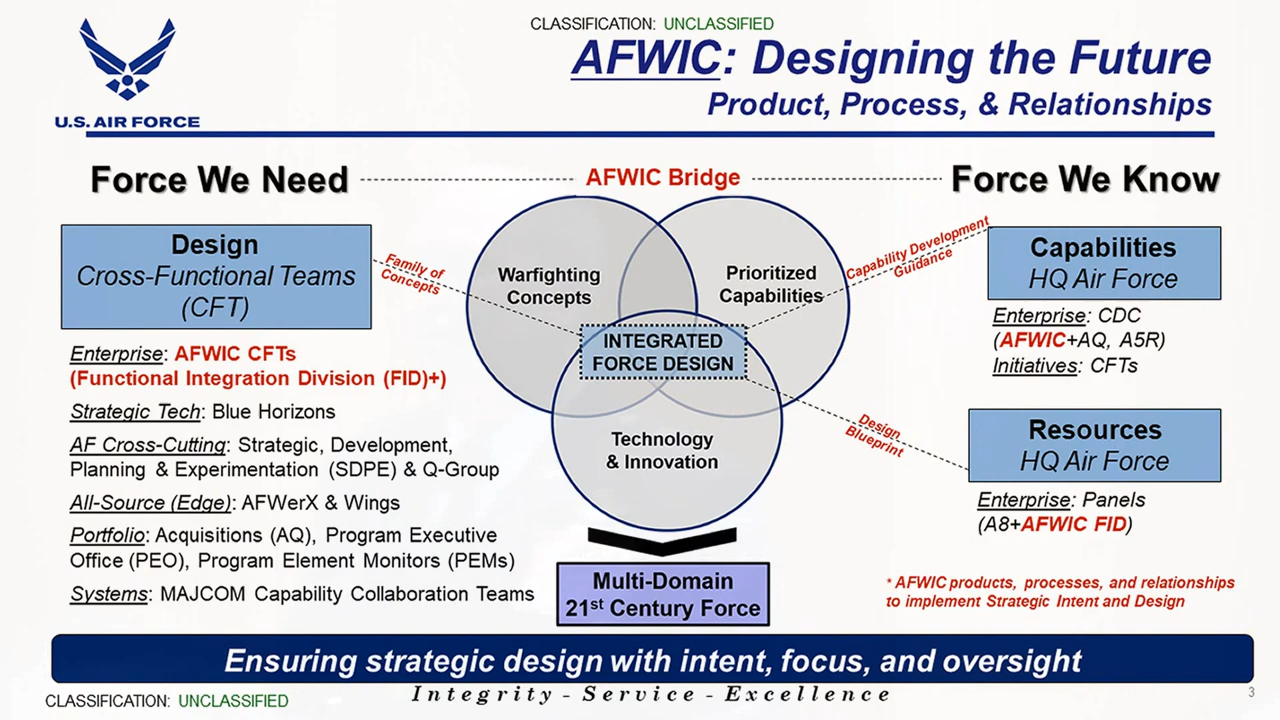 CLASSIFICATION: UNCLASSIFIED
U.S. AIR FORCE
AFWIC: Designing the Future
Product, Process, & Relationships
Force We Need
AFWIC Bridge
Force We Know
Design
Cross-Functional Teams
(CFT)
Enterprise: AFWIC CFTs
(Functional Integration Division (FID)+)
Strategic Tech: Blue Horizons
AF Cross-Cutting: Strategic, Development,
Planning & Experimentation (SDPE) & Q-Group
All-Source (Edge): AFWerX & Wings
Portfolio: Acquisitions (AQ), Program Executive
Office (PEO), Program Element Monitors (PEMs)
Systems: MAJCOM Capability Collaboration Teams
Family of
Concepts
Warfighting
Concepts
Prioritized
Capabilities
INTEGRATED
FORCE DESIGN
Technology
& Innovation
Multi-Domain
21st Century Force
Capability Development
Guidance
Design
Blueprint
Capabilities
HQ Air Force
Enterprise: CDC
(AFWIC+AQ, A5R)
Initiatives: CFTs
Resources
HQ Air Force
Enterprise: Panels
(A8+AFWIC FID)
* AFWIC products, processes, and relationships
to implement Strategic Intent and Design
Ensuring strategic design with intent, focus, and oversight
Integrity - Service - Excellence
CLASSIFICATION: UNCLASSIFIED
3